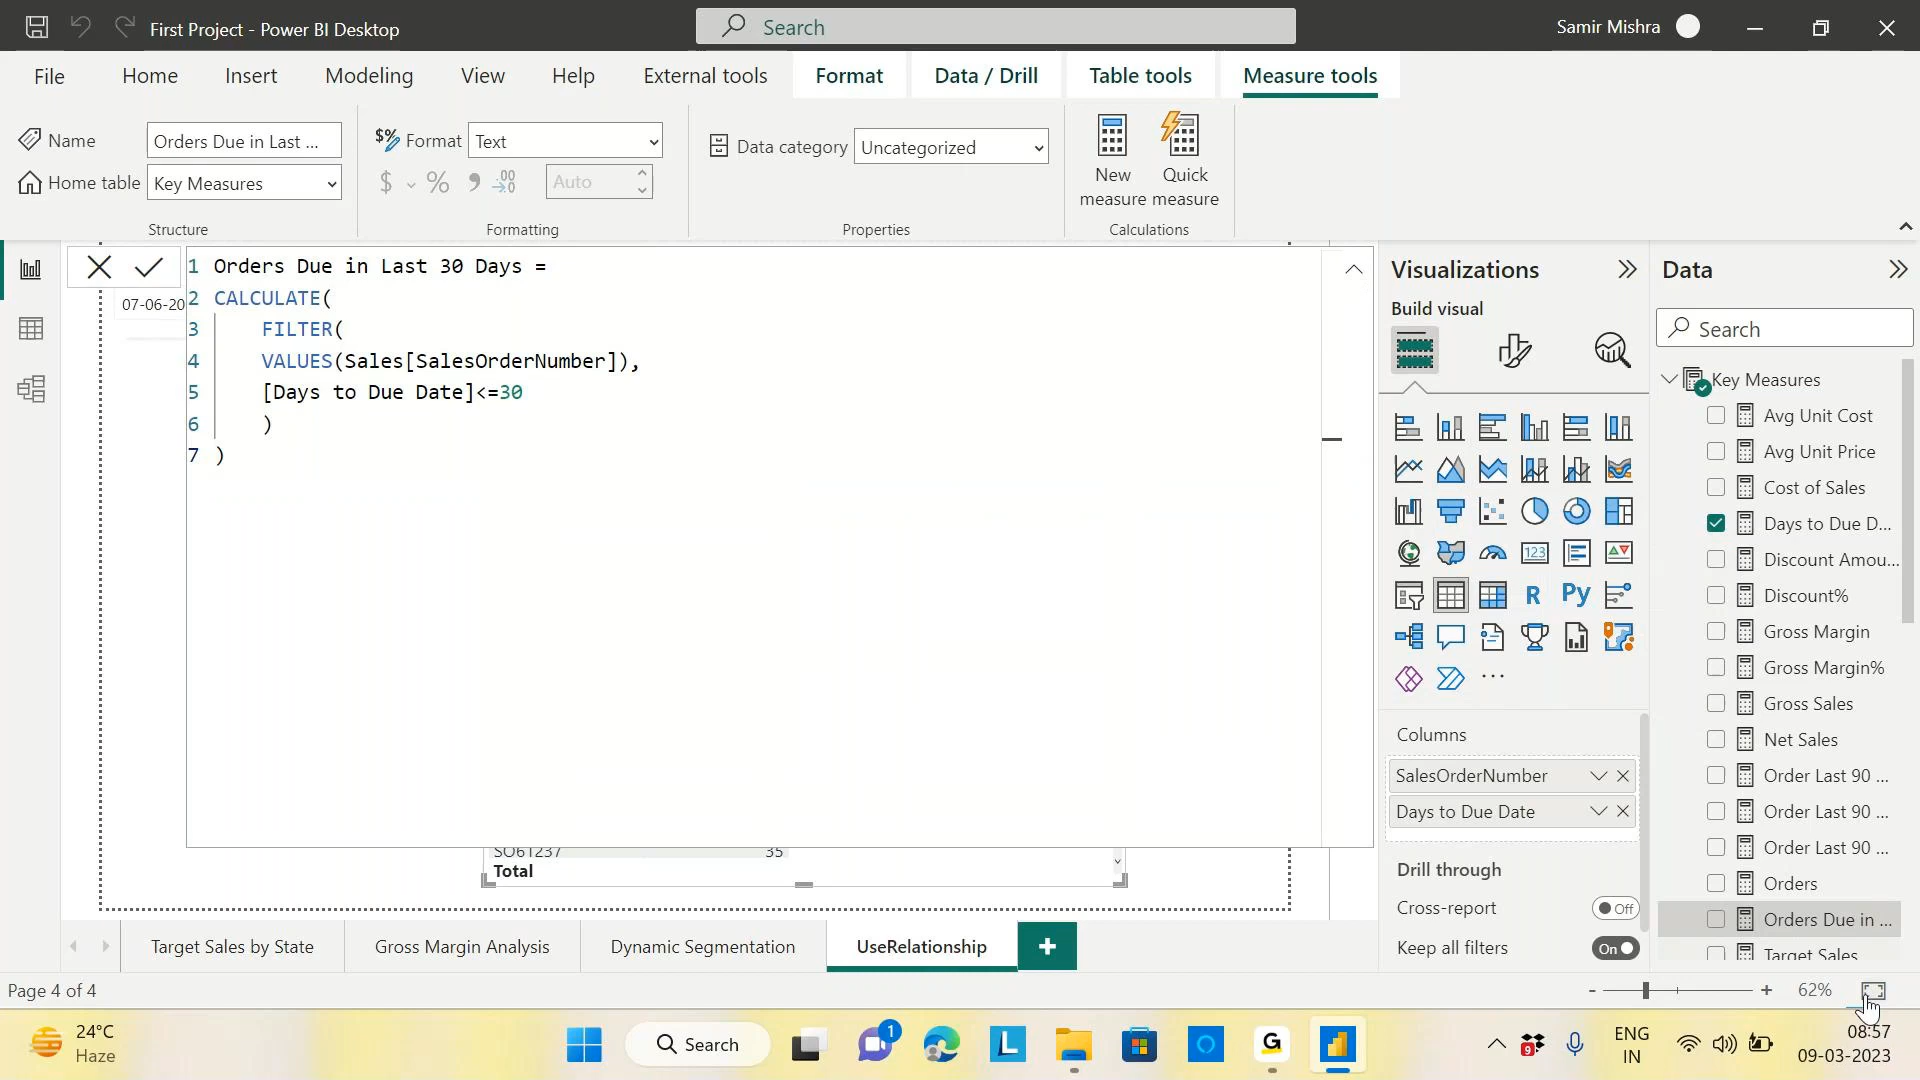 First Project - Power BI Desktop
Search
Samir Mishra
File
Home
Insert
Modeling
View
Help
External tools
Format
Data / Drill
Table tools
Measure tools
Name
Orders Due in Last ...
Home table
Key Measures
Structure
Format
Text
Auto
Formatting
Data category
Uncategorized
Properties
New
measure
Quick
measure
Calculations
07-06-20
1 Orders Due in Last 30 Days =
2 CALCULATE(
3 FILTER(
4 VALUES(Sales[SalesOrderNumber]),
5 [Days to Due Date]<=30
6 )
7 )
SO61237 35
Total
Visualizations
Build visual
123
R
Py
Columns
SalesOrderNumber
Days to Due Date
Drill through
Cross-report
Off
Keep all filters
On
Data
Search
Key Measures
Avg Unit Cost
Avg Unit Price
Cost of Sales
Days to Due D...
Discount Amou...
Discount%
Gross Margin
Gross Margin%
Gross Sales
Net Sales
Order Last 90 ...
Order Last 90 ...
Order Last 90 ...
Orders
Orders Due in ...
Target Sales
Target Sales by State
Gross Margin Analysis
Dynamic Segmentation
UseRelationship
Page 4 of 4
62%
24°C
Haze
Search
1
L
G
9
ENG
IN
08:57
09-03-2023